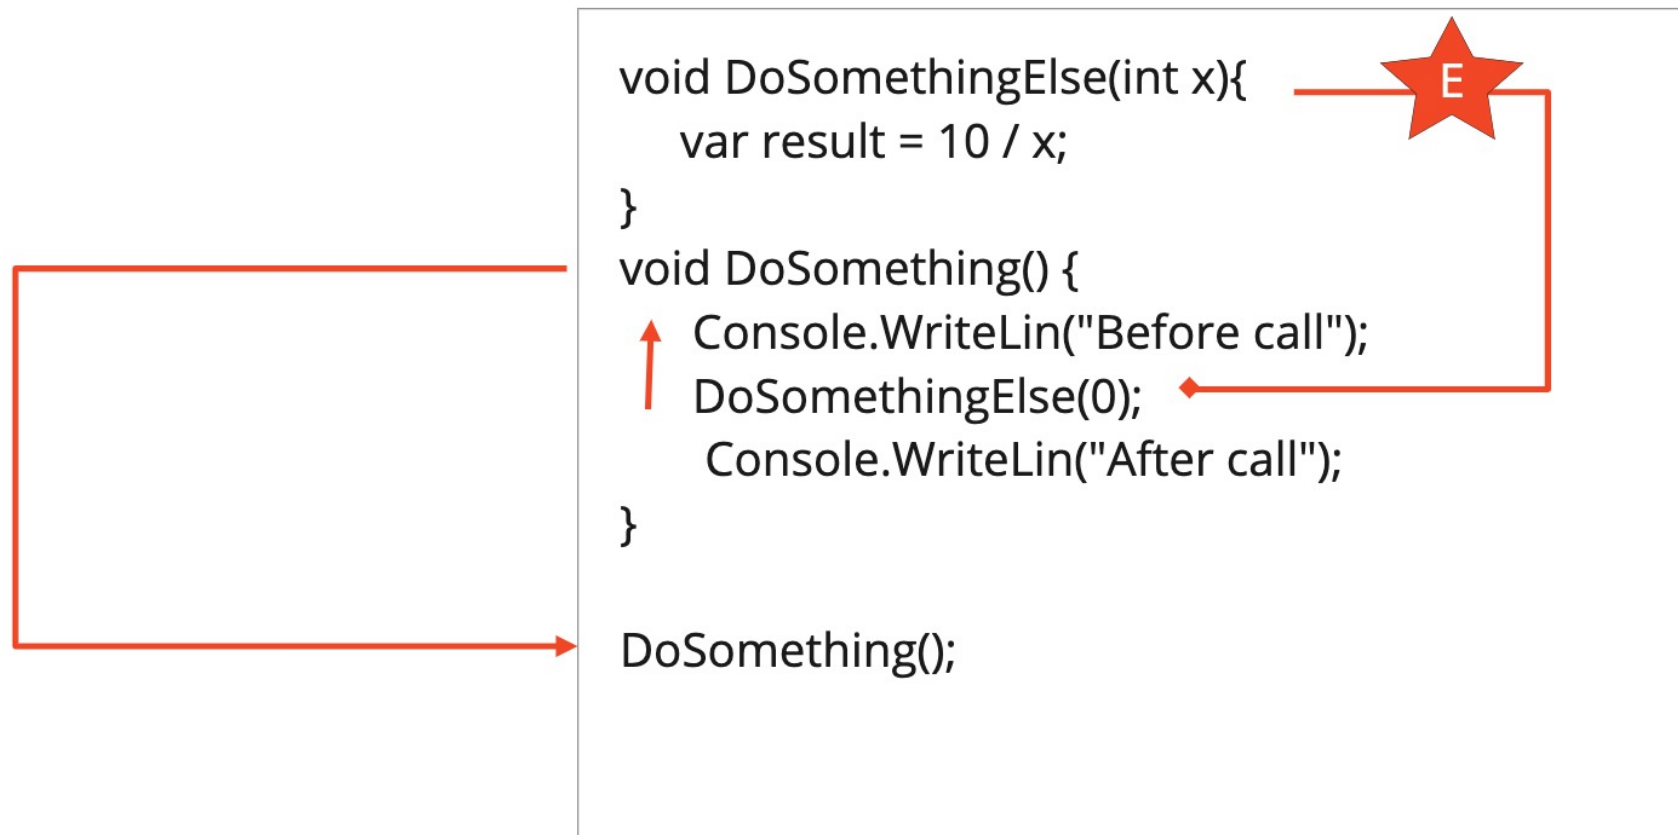 void DoSomethingElse(int x){
E
var result = 10 / x;
}
void DoSomething() {
Console.WriteLin("Before call");
DoSomethingElse(0);
Console.WriteLin("After call");
}
DoSomething();